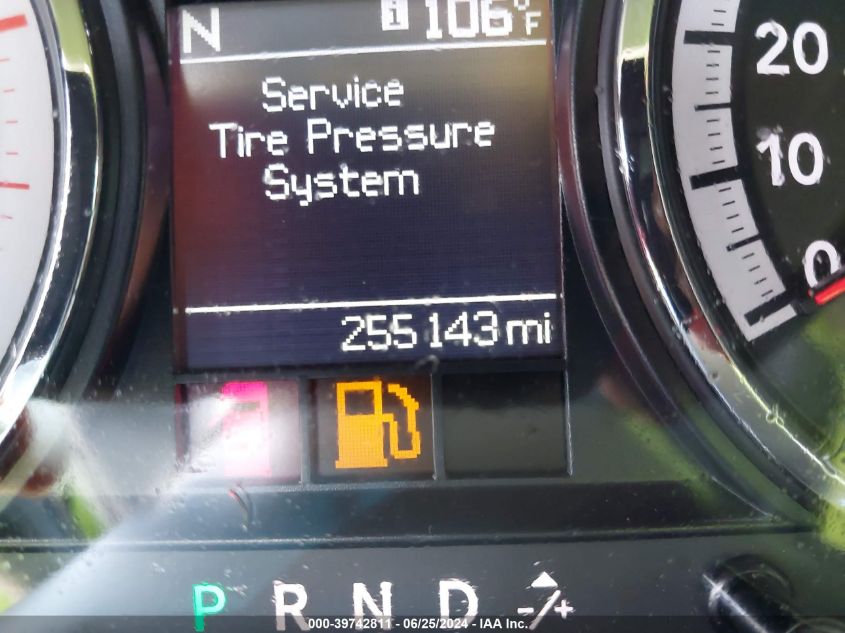 N i 106°F
Service
Tire Pressure
System
255143 mi
20
10
0
P R N D -/+
000-39742811 - 06/25/2024 - IAA Inc.